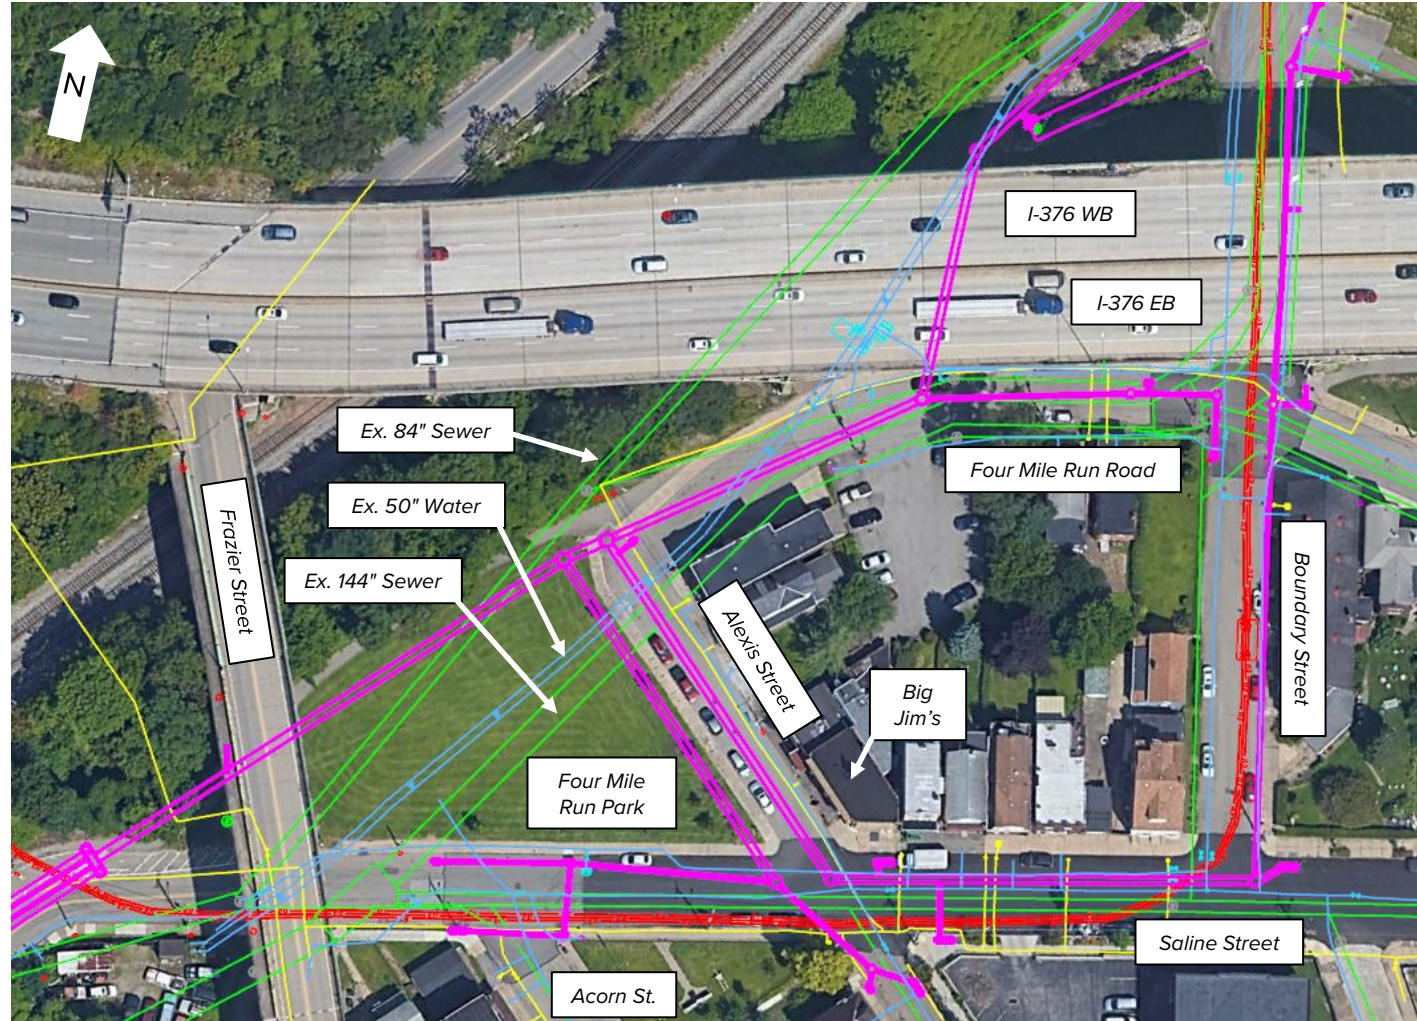 N
I-376 WB
I-376 EB
Ex. 84" Sewer
Four Mile Run Road
Ex. 50" Water
Frazier Street
Ex. 144" Sewer
Alexis Street
Boundary Street
Big
Jim's
Four Mile
Run Park
Saline Street
Acorn St.